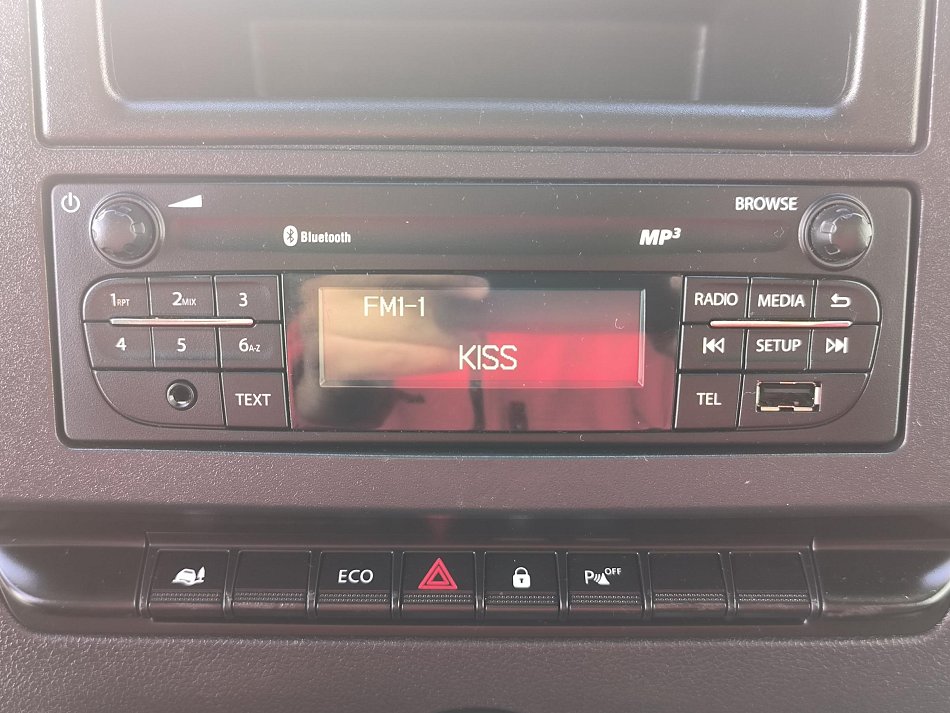 BROWSE
Bluetooth
MP3
1RPT 2MIX 3
FM1-1
RADIO MEDIA
4 5 6A-Z
KISS
SETUP
TEXT
TEL
ECO
P OFF